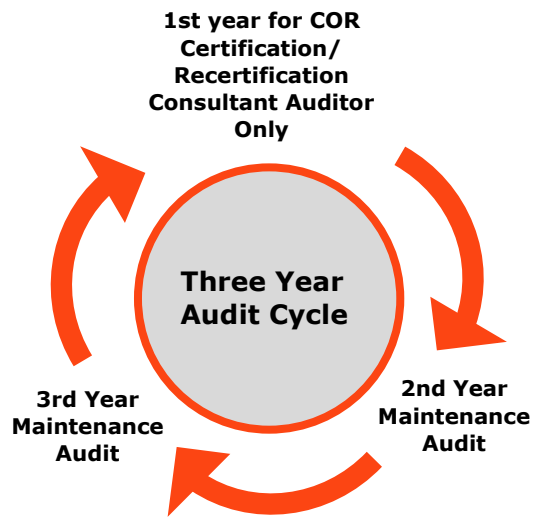 1st year for COR
Certification/
Recertification
Consultant Auditor
Only
Three Year
Audit Cycle
2nd Year
Maintenance
Audit
3rd Year
Maintenance
Audit